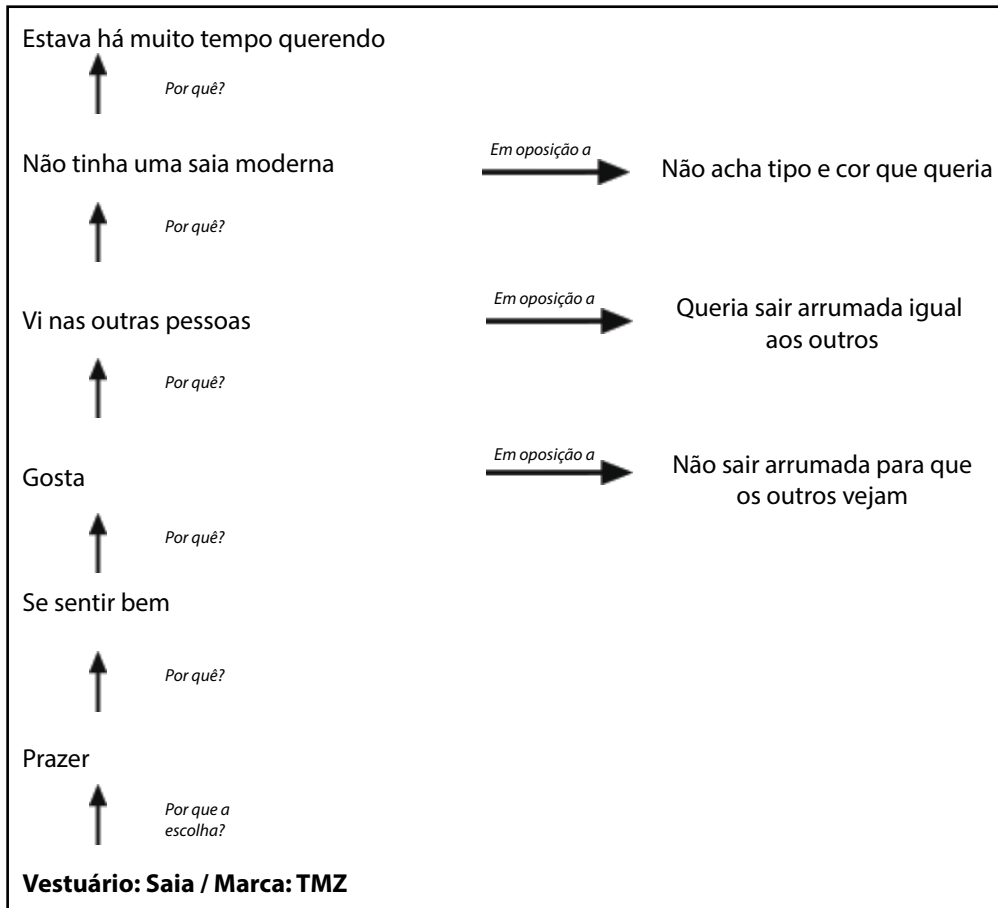 Estava há muito tempo querendo
Por quê?
Não tinha uma saia moderna
Em oposição a
Não acha tipo e cor que queria
Por quê?
Vi nas outras pessoas
Em oposição a
Queria sair arrumada igual
aos outros
Por quê?
Gosta
Em oposição a
Não sair arrumada para que
os outros vejam
Por quê?
Se sentir bem
Por quê?
Prazer
Por que a
escolha?
Vestuário: Saia / Marca: TMZ